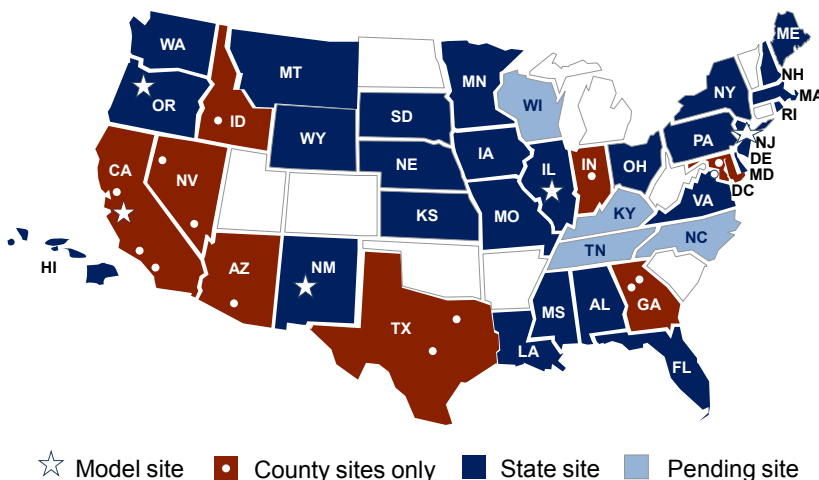 WA
ME
MT
MN
NH
OR
SD
WI
NY
MA
ID
RI
WY
PA
NJ
IA
CA
NE
IL
IN
OH
DE
NV
MD
KS
MO
VA
DC
KY
HI
AZ
NM
TN
NC
TX
MS
AL
GA
LA
FL
Model site
County sites only
State site
Pending site